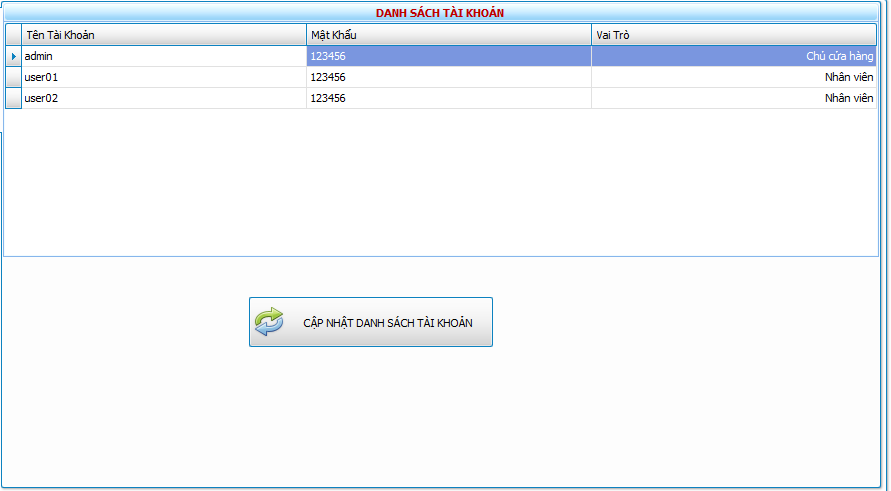 DANH SÁCH TÀI KHOẢN
Tên Tài Khoản Mật Khẩu Vai Trò
admin 123456 Chủ cửa hàng
user01 123456 Nhân viên
user02 123456 Nhân viên
CẬP NHẬT DANH SÁCH TÀI KHOẢN